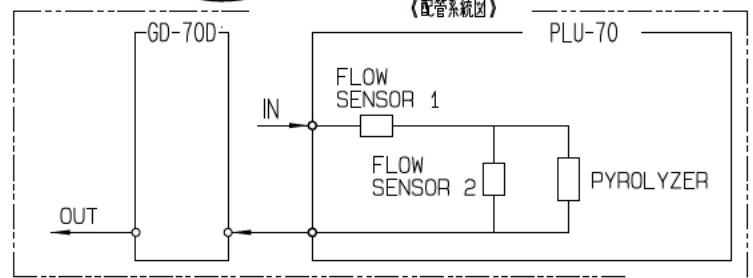 《配管系統図》
GD-70D
PLU-70
FLOW
SENSOR 1
IN
FLOW
SENSOR 2
PYROLYZER
OUT